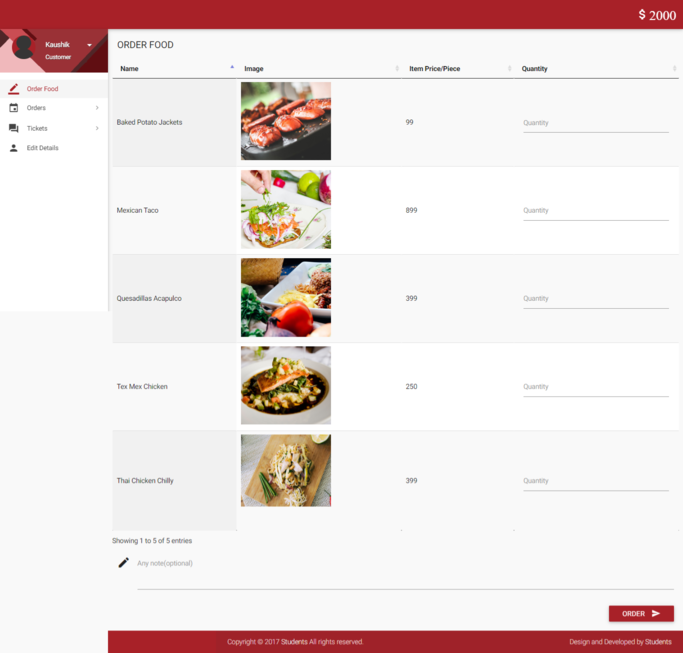 $ 2000
Kaushik
Customer
Order Food
Orders
Tickets
Edit Details
ORDER FOOD
Name Image Item Price/Piece Quantity
Baked Potato Jackets 99 Quantity
Mexican Taco 899 Quantity
Quesadillas Acapulco 399 Quantity
Tex Mex Chicken 250 Quantity
Thai Chicken Chilly 399 Quantity
Showing 1 to 5 of 5 entries
Any note(optional)
ORDER
Copyright © 2017 Students All rights reserved. Design and Developed by Students